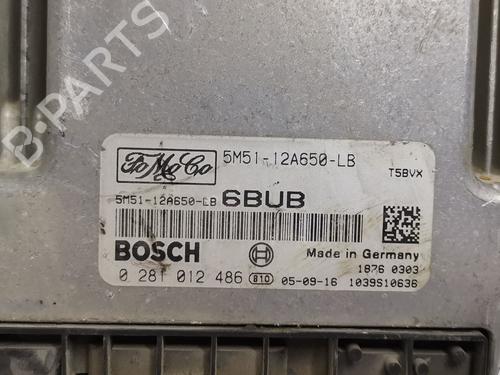 B-PARTS
FoMoCo
5M51-12A650-LB
T5BVX
5M51-12A650-LB 6BUB
BOSCH
Made in Germany
1876 0303
0 281 012 486 810 05-09-16 1039S10636